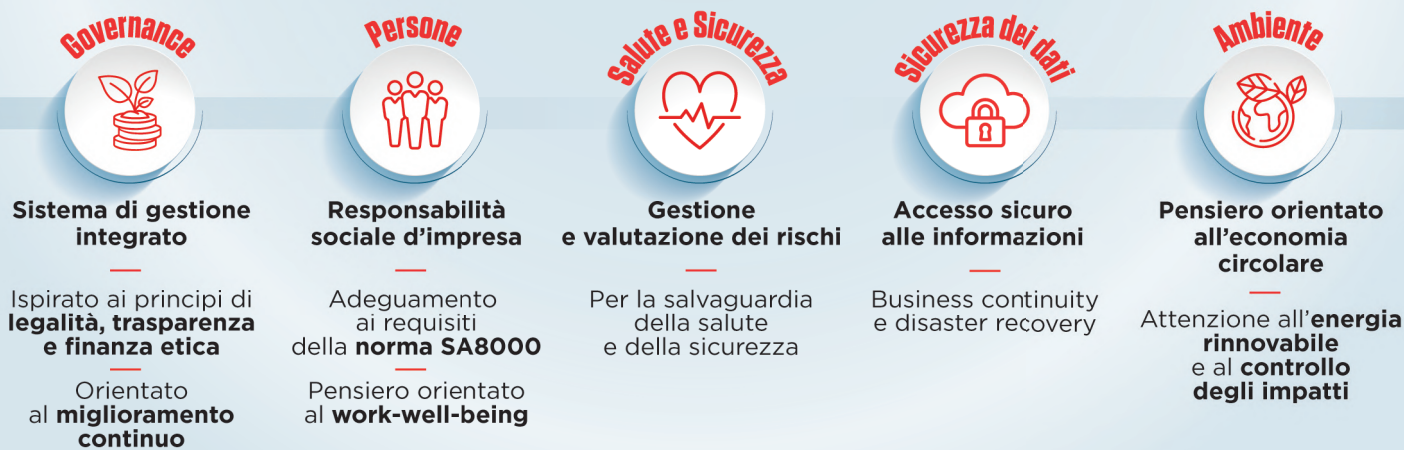 Governance
Sistema di gestione
integrato
Ispirato ai principi di
legalità, trasparenza
e finanza etica
Orientato
al miglioramento
continuo
Persone
Responsabilità
sociale d'impresa
Adeguamento
ai requisiti
della norma SA8000
Pensiero orientato
al work-well-being
Salute e Sicurezza
Gestione
e valutazione dei rischi
Per la salvaguardia
della salute
e della sicurezza
Sicurezza dei dati
Accesso sicuro
alle informazioni
Business continuity
e disaster recovery
Ambiente
Pensiero orientato
all'economia
circolare
Attenzione all'energia
rinnovabile
e al controllo
degli impatti